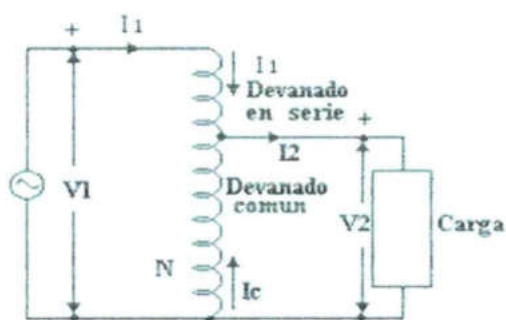 +
I1
I1
Devanado
en serie
+
I2
V1
Devanado
comun
V2
Carga
N
Ic